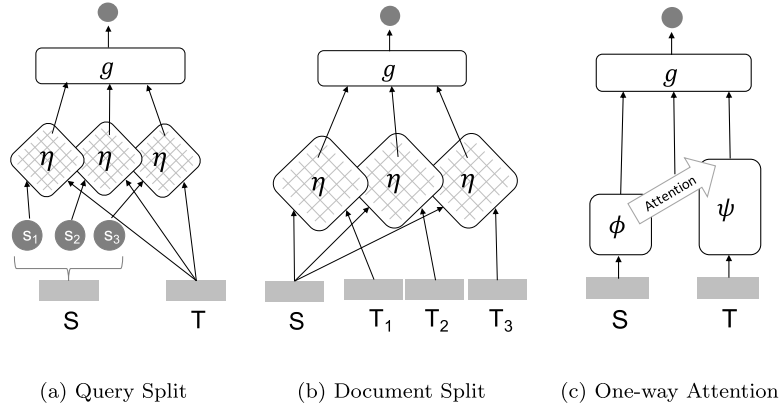 g
g
g
η η η
η η η
Attention
s₁ s₂ s₃
ϕ
ψ
S T
S T₁ T₂ T₃
S T
(a) Query Split
(b) Document Split
(c) One-way Attention